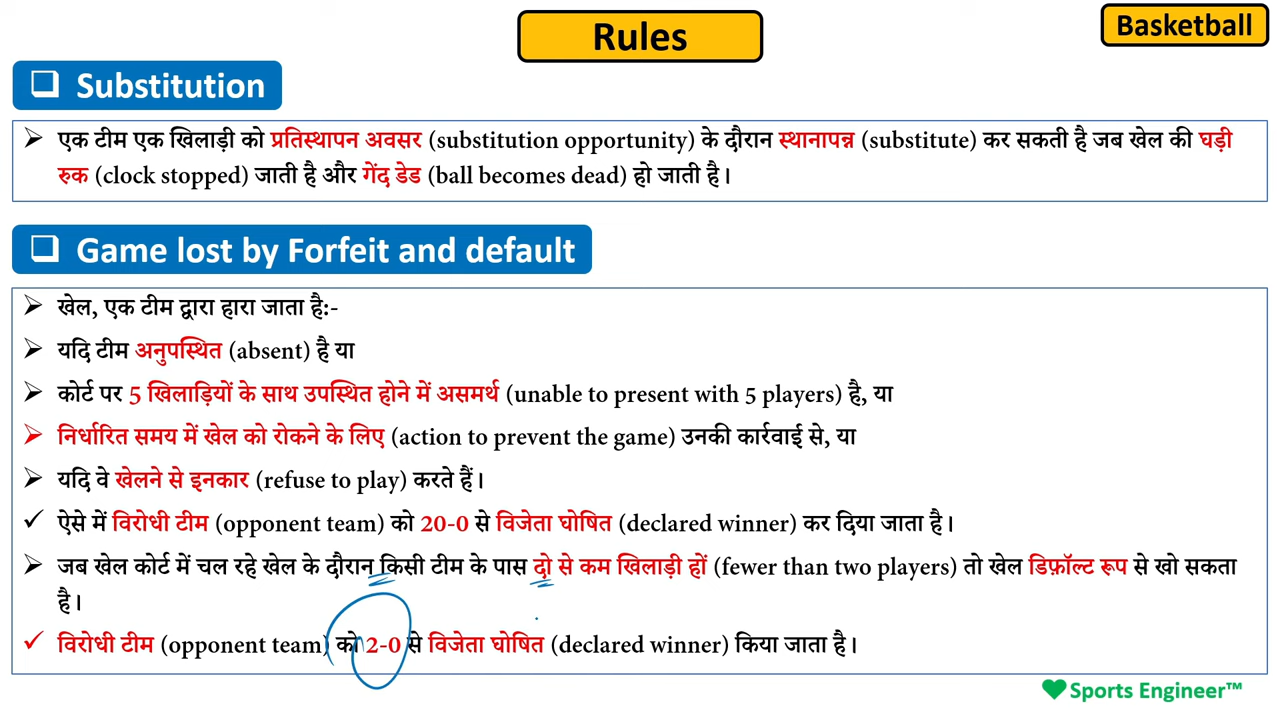 Rules
Basketball
❑ Substitution
➢ एक टीम एक खिलाड़ी को प्रतिस्थापन अवसर (substitution opportunity) के दौरान स्थानापन्न (substitute) कर सकती है जब खेल की घड़ी
रुक (clock stopped) जाती है और गेंद डेड (ball becomes dead) हो जाती है।
❑ Game lost by Forfeit and default
➢ खेल, एक टीम द्वारा हारा जाता है:-
➢ यदि टीम अनुपस्थित (absent) है या
➢ कोर्ट पर 5 खिलाड़ियों के साथ उपस्थित होने में असमर्थ (unable to present with 5 players) है, या
➢ निर्धारित समय में खेल को रोकने के लिए (action to prevent the game) उनकी कार्रवाई से, या
➢ यदि वे खेलने से इनकार (refuse to play) करते हैं।
✓ ऐसे में विरोधी टीम (opponent team) को 20-0 से विजेता घोषित (declared winner) कर दिया जाता है।
➢ जब खेल कोर्ट में चल रहे खेल के दौरान किसी टीम के पास दो से कम खिलाड़ी हों (fewer than two players) तो खेल डिफ़ॉल्ट रूप से खो सकता
है।
✓ विरोधी टीम (opponent team) को 2-0 से विजेता घोषित (declared winner) किया जाता है।
Sports Engineer™